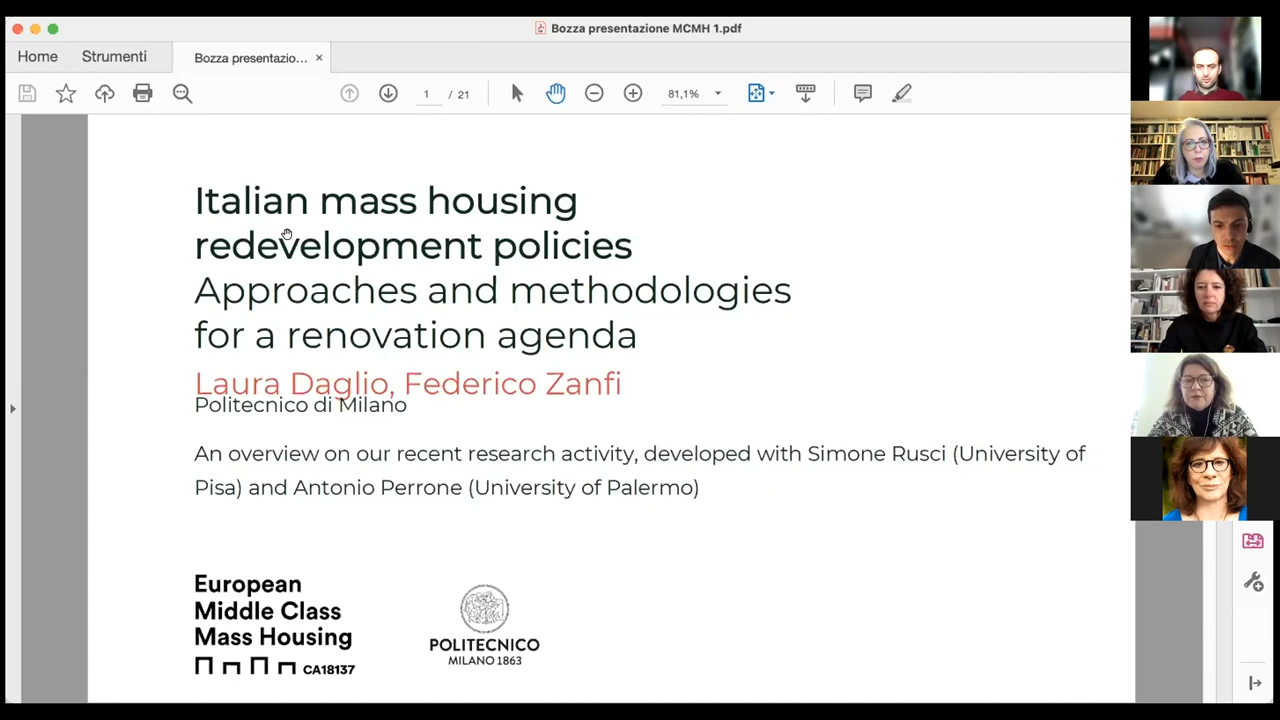 Bozza presentazione MCMH 1.pdf
Home
Strumenti
Bozza presentazio...
1 / 21
81,1%
Italian mass housing
redevelopment policies
Approaches and methodologies
for a renovation agenda
Laura Daglio, Federico Zanfi
Politecnico di Milano
An overview on our recent research activity, developed with Simone Rusci (University of
Pisa) and Antonio Perrone (University of Palermo)
European
Middle Class
Mass Housing
CA18137
POLITECNICO
MILANO 1863